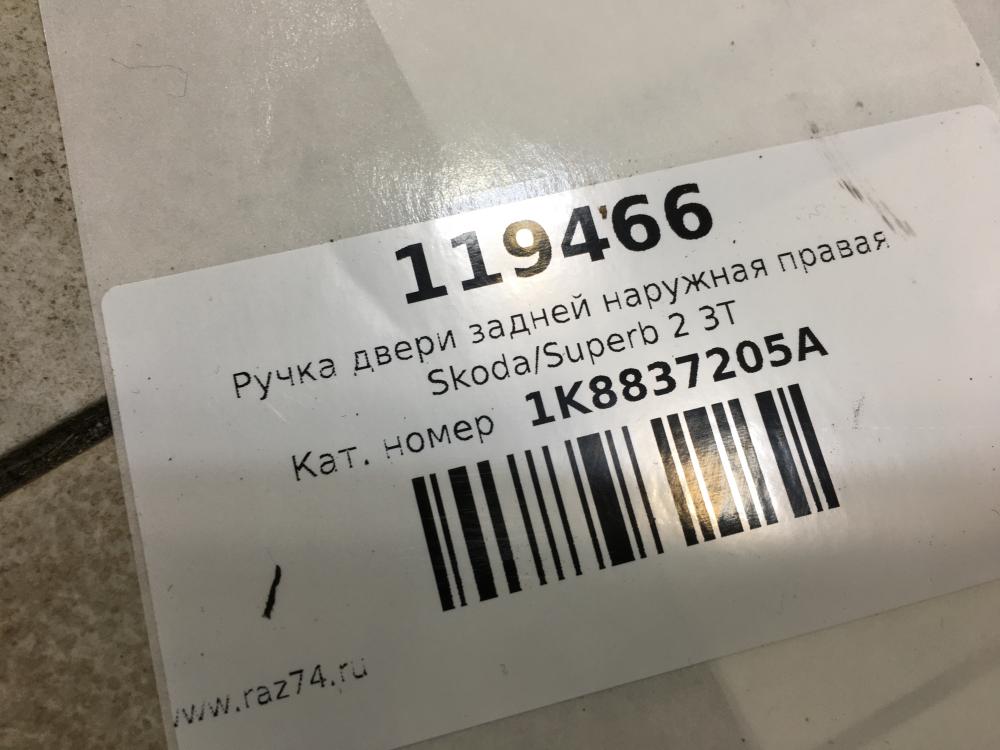 119466
Ручка двери задней наружная правая
Skoda/Superb 2 3T
Кат. номер 1K8837205A
www.raz74.ru